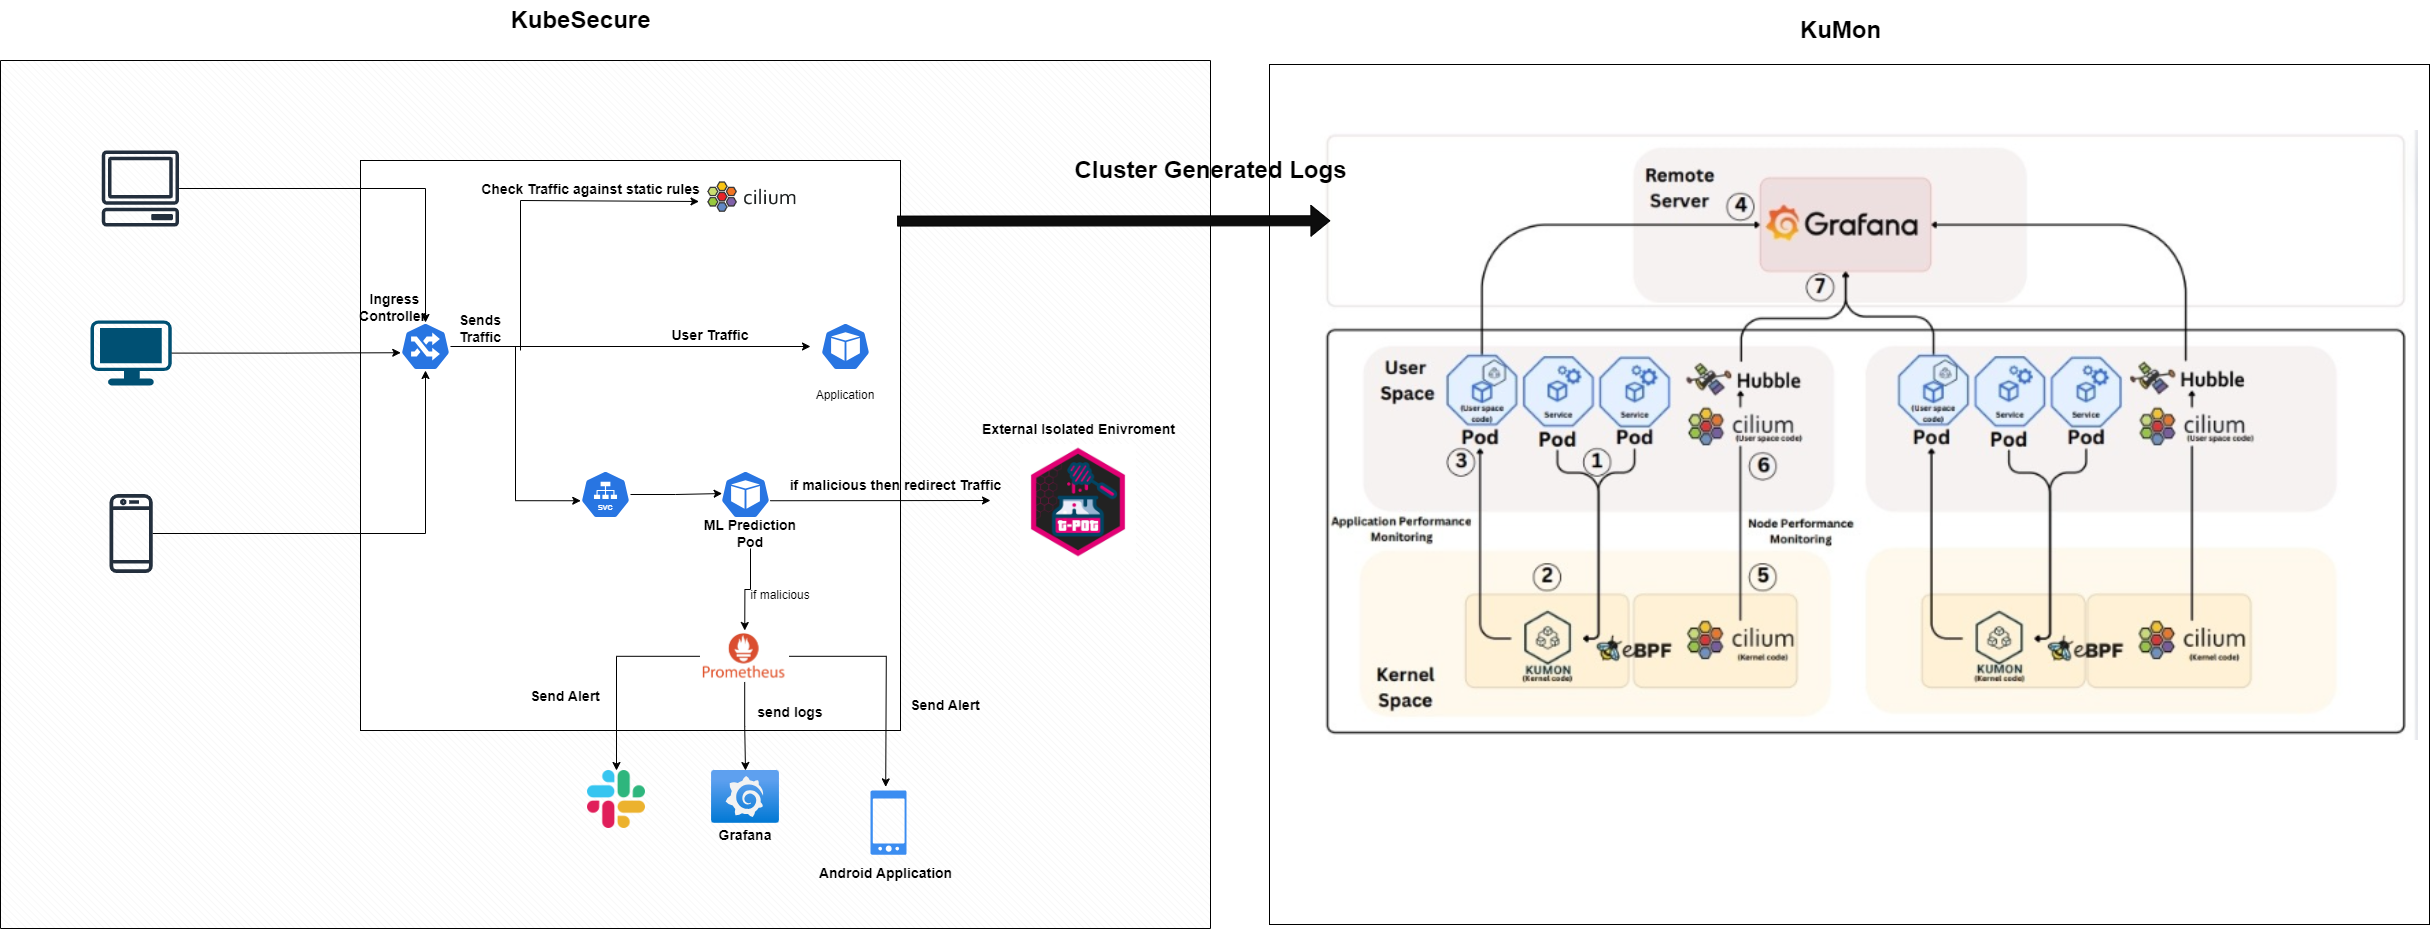 KubeSecure
KuMon
Cluster Generated Logs
Check Traffic against static rules
cilium
Ingress
Controller
Sends
Traffic
User Traffic
Application
External Isolated Enivroment
if malicious then redirect Traffic
t-pot
svc
ML Prediction
Pod
if malicious
Prometheus
Send Alert
send logs
Send Alert
Grafana
Android Application
Remote
Server
4
Grafana
7
User
Space
(User space
code)
Pod
Service
Pod
Service
Pod
Hubble
cilium
(User space code)
3
1
6
(User space
code)
Pod
Service
Pod
Service
Pod
Hubble
cilium
(User space code)
Application Performance
Monitoring
Node Performance
Monitoring
2
5
KUMON
(Kernel code)
eBPF
cilium
(Kernel code)
Kernel
Space
KUMON
(Kernel code)
eBPF
cilium
(Kernel code)